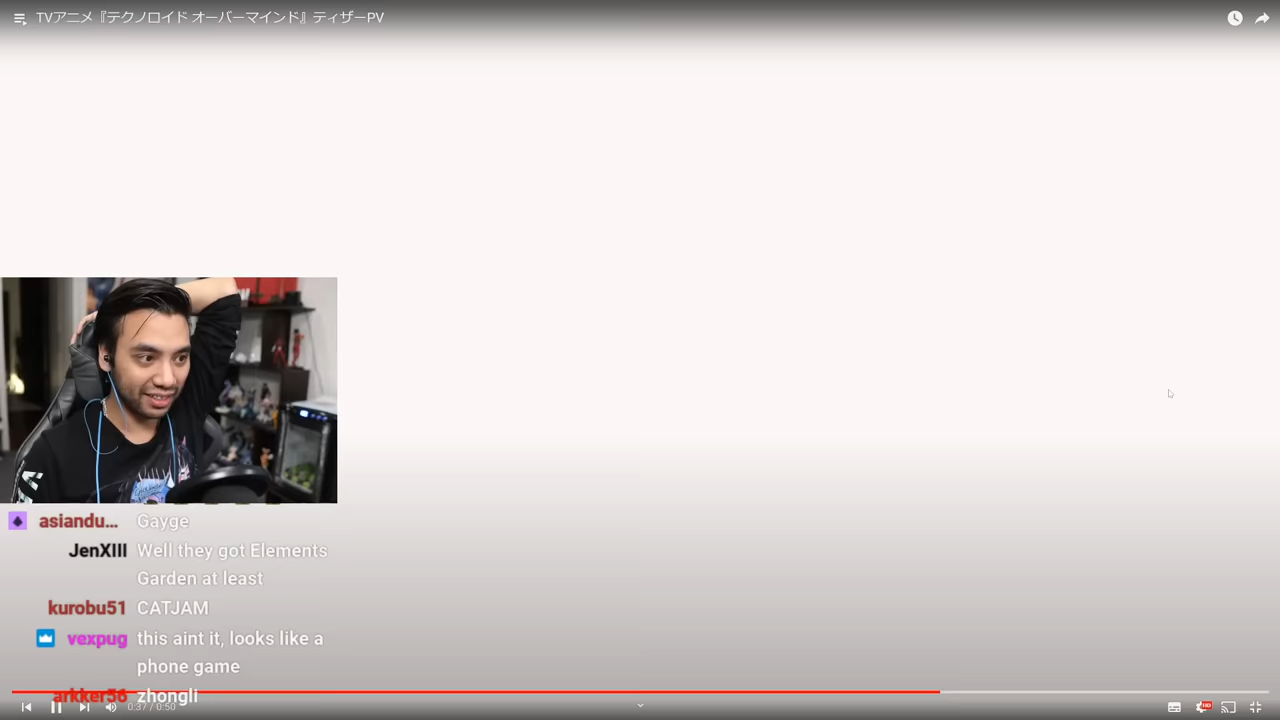 TVアニメ『テクノロイド オーバーマインド』ティザーPV
asiandu... Gayge
JenXIII Well they got Elements
Garden at least
kurobu51 CATJAM
vexpug this aint it, looks like a
phone game
arkker56 zhongli
0:37 / 0:50
HD